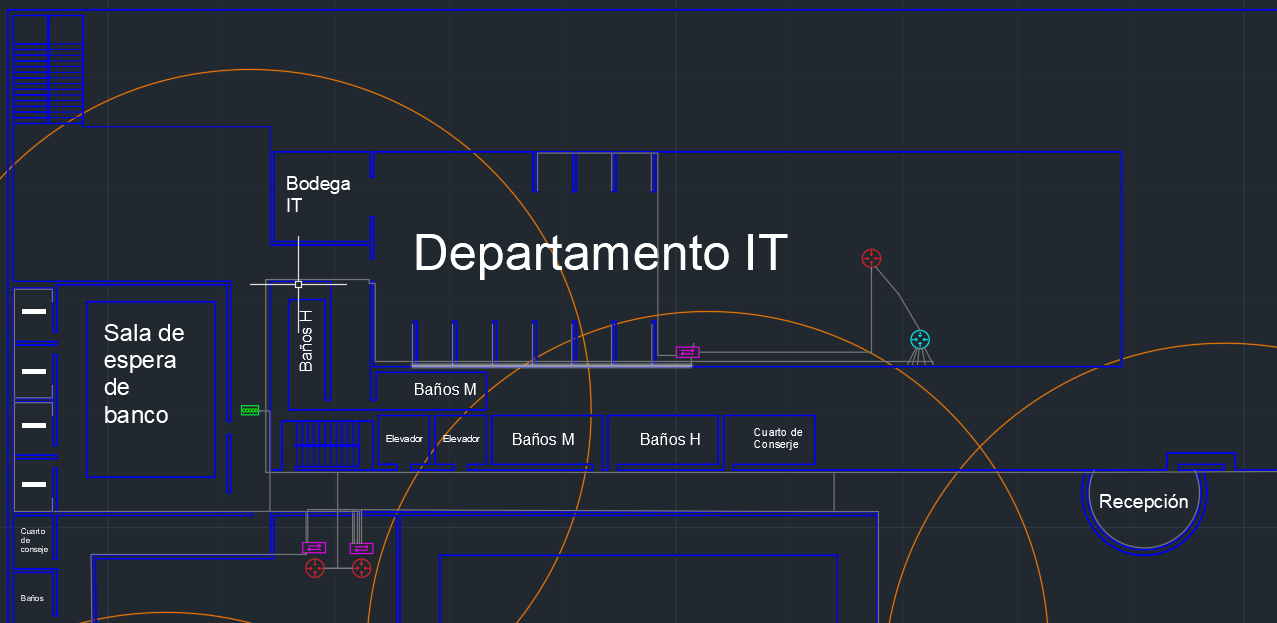 Bodega
IT
Departamento IT
Sala de
espera
de
banco
Baños H
Baños M
Elevador
Elevador
Baños M
Baños H
Cuarto de
Conserje
Recepción
Cuarto
de
conseje
Baños